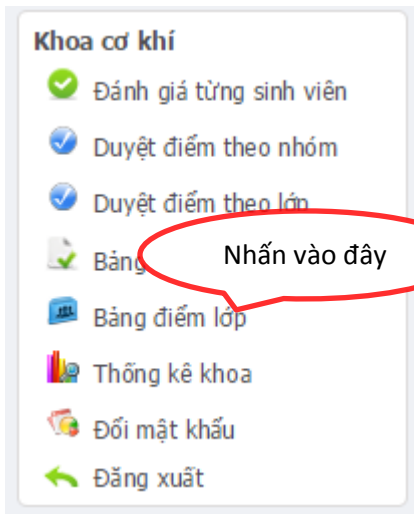 Khoa cơ khí
Đánh giá từng sinh viên
Duyệt điểm theo nhóm
Duyệt điểm theo lớp
Bảng
Nhấn vào đây
Bảng điểm lớp
Thống kê khoa
Đổi mật khẩu
Đăng xuất